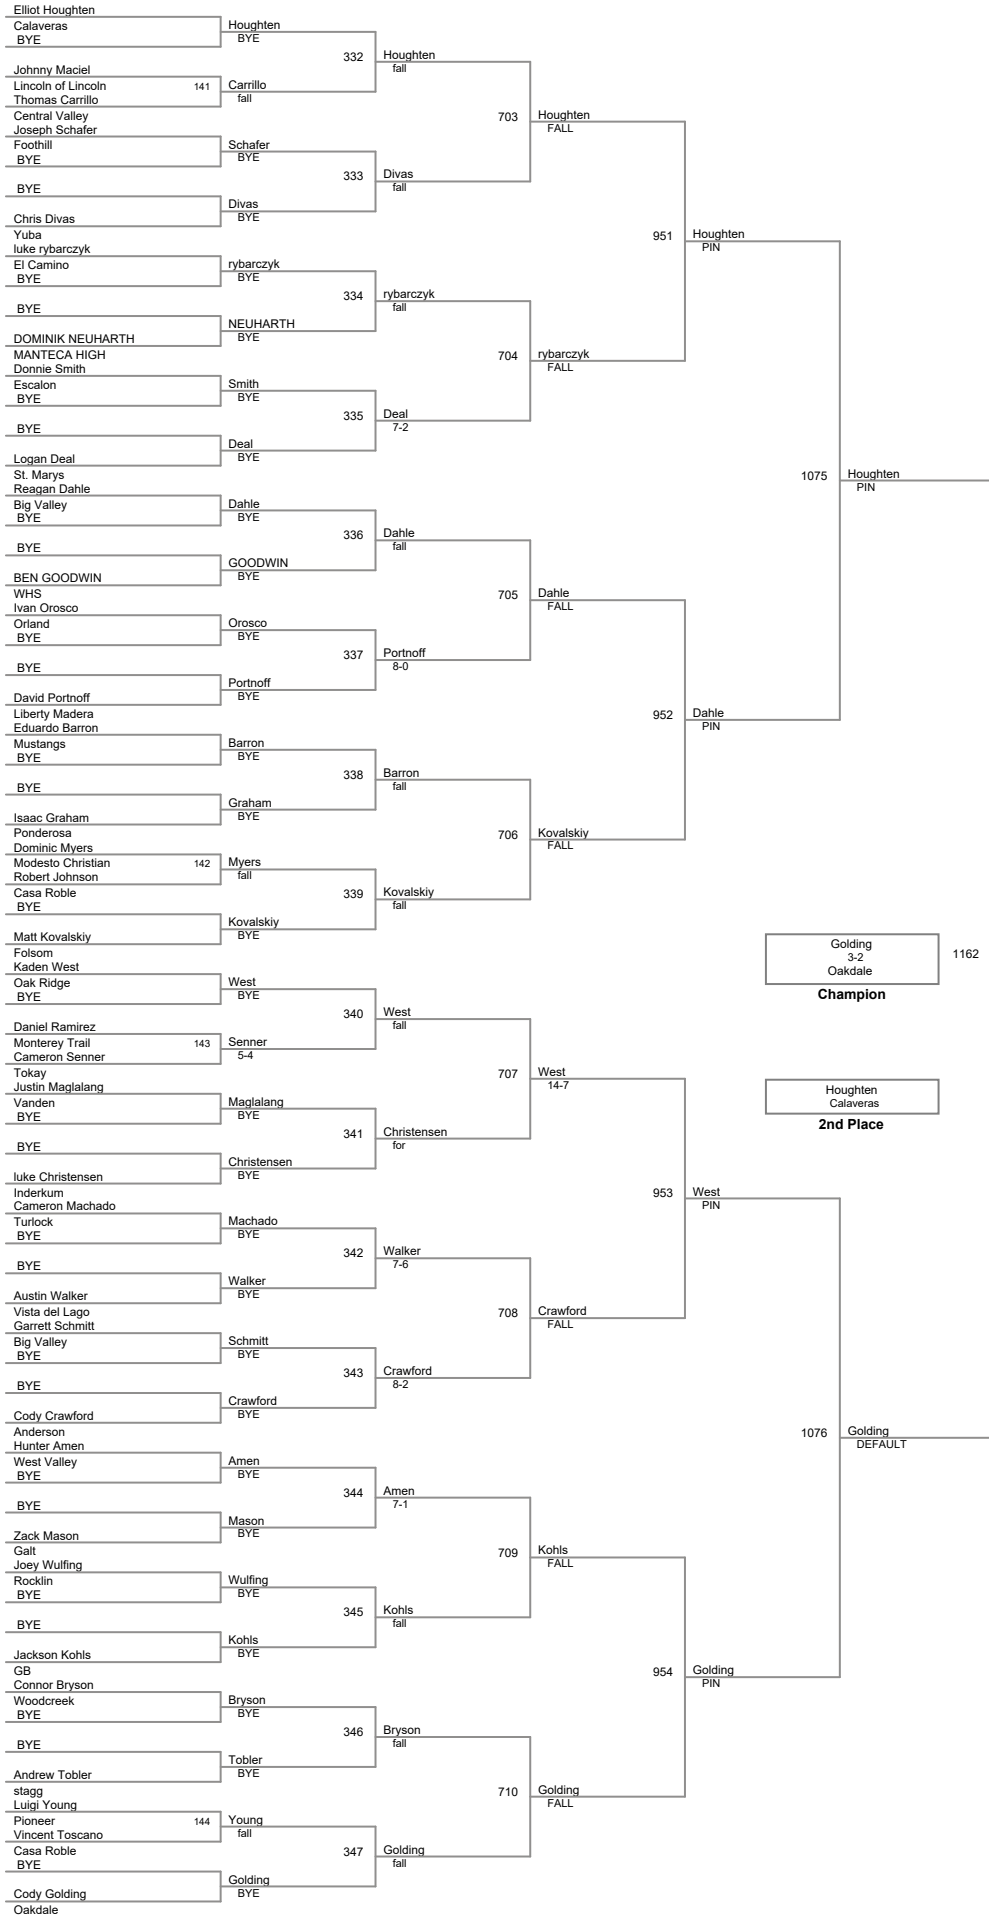 Elliot Houghten
Calaveras
BYE
Houghten
BYE
332
Houghten
fall
Johnny Maciel
Lincoln of Lincoln
141
Thomas Carrillo
Carrillo
fall
Central Valley
703
Houghten
FALL
Joseph Schafer
Foothill
BYE
Schafer
BYE
333
Divas
fall
BYE
Chris Divas
Divas
BYE
Yuba
951
Houghten
PIN
luke rybarczyk
El Camino
BYE
rybarczyk
BYE
334
rybarczyk
fall
BYE
DOMINIK NEUHARTH
NEUHARTH
BYE
MANTECA HIGH
704
rybarczyk
FALL
Donnie Smith
Escalon
BYE
Smith
BYE
335
Deal
7-2
BYE
Logan Deal
Deal
BYE
St. Marys
1075
Houghten
PIN
Reagan Dahle
Big Valley
BYE
Dahle
BYE
336
Dahle
fall
BYE
BEN GOODWIN
GOODWIN
BYE
WHS
705
Dahle
FALL
Ivan Orosco
Orland
BYE
Orosco
BYE
337
Portnoff
8-0
BYE
David Portnoff
Portnoff
BYE
Liberty Madera
952
Dahle
PIN
Eduardo Barron
Mustangs
BYE
Barron
BYE
338
Barron
fall
BYE
Isaac Graham
Graham
BYE
Ponderosa
706
Kovalskiy
FALL
Dominic Myers
Modesto Christian
142
Robert Johnson
Myers
fall
Casa Roble
339
Kovalskiy
fall
BYE
Matt Kovalskiy
Kovalskiy
BYE
Folsom
Golding
3-2
Oakdale
1162
Champion
Kaden West
Oak Ridge
BYE
West
BYE
340
West
fall
Daniel Ramirez
Monterey Trail
143
Cameron Senner
Senner
5-4
Tokay
707
West
14-7
Houghten
Calaveras
2nd Place
Justin Maglalang
Vanden
BYE
Maglalang
BYE
341
Christensen
for
BYE
luke Christensen
Christensen
BYE
Inderkum
953
West
PIN
Cameron Machado
Turlock
BYE
Machado
BYE
342
Walker
7-6
BYE
Austin Walker
Walker
BYE
Vista del Lago
708
Crawford
FALL
Garrett Schmitt
Big Valley
BYE
Schmitt
BYE
343
Crawford
8-2
BYE
Cody Crawford
Crawford
BYE
Anderson
1076
Golding
DEFAULT
Hunter Amen
West Valley
BYE
Amen
BYE
344
Amen
7-1
BYE
Zack Mason
Mason
BYE
Galt
709
Kohls
FALL
Joey Wulfing
Rocklin
BYE
Wulfing
BYE
345
Kohls
fall
BYE
Jackson Kohls
Kohls
BYE
GB
954
Golding
PIN
Connor Bryson
Woodcreek
BYE
Bryson
BYE
346
Bryson
fall
BYE
Andrew Tobler
Tobler
BYE
stagg
710
Golding
FALL
Luigi Young
Pioneer
144
Vincent Toscano
Young
fall
Casa Roble
347
Golding
fall
BYE
Cody Golding
Golding
BYE
Oakdale